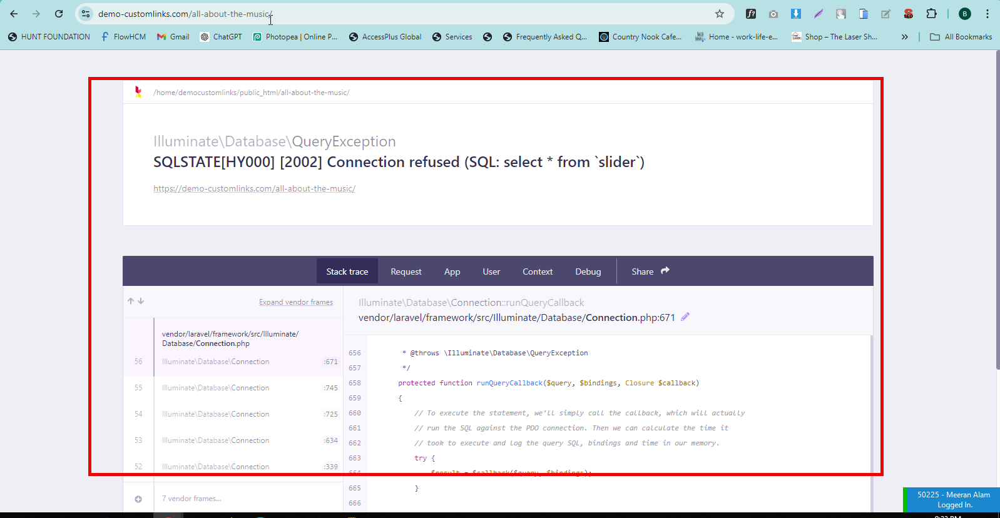 demo-customlinks.com/all-about-the-music/
HUNT FOUNDATION
FlowHCM
Gmail
ChatGPT
Photopea | Online P...
AccessPlus Global
Services
Frequently Asked Q...
Country Nook Cafe...
Home - work-life-e...
Shop – The Laser Sh...
»
All Bookmarks
f?
SEO
B
/home/democustomlinks/public_html/all-about-the-music/
Illuminate\Database\QueryException
SQLSTATE[HY000] [2002] Connection refused (SQL: select * from `slider`)
https://demo-customlinks.com/all-about-the-music/
Stack trace
Request
App
User
Context
Debug
Share
Expand vendor frames
vendor/laravel/framework/src/Illuminate/
Database/Connection.php
56 Illuminate\Database\Connection :671
55 Illuminate\Database\Connection :745
54 Illuminate\Database\Connection :725
53 Illuminate\Database\Connection :634
52 Illuminate\Database\Connection :339
7 vendor frames...
Illuminate\Database\Connection::runQueryCallback
vendor/laravel/framework/src/Illuminate/Database/Connection.php:671
656 * @throws \Illuminate\Database\QueryException
657 */
658 protected function runQueryCallback($query, $bindings, Closure $callback)
659 {
660 // To execute the statement, we'll simply call the callback, which will actually
661 // run the SQL against the PDO connection. Then we can calculate the time it
662 // took to execute and log the query SQL, bindings and time in our memory.
663 try {
664 $result = $callback($query, $bindings);
665 }
666
50225 - Meeran Alam
Logged In.